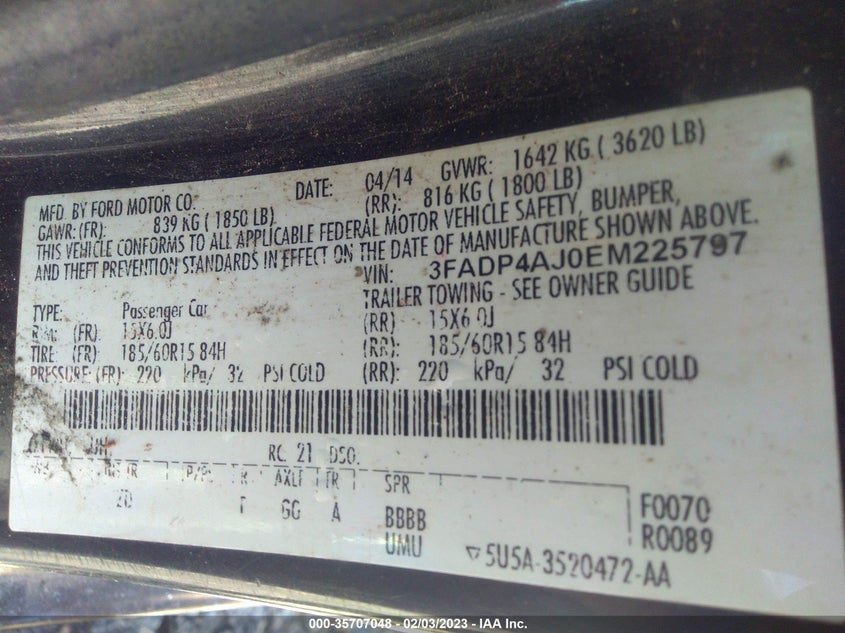 MFD. BY FORD MOTOR CO. DATE: 04/14 GVWR: 1642 KG ( 3620 LB)
GAWR: (FR): 839 KG ( 1850 LB) (RR): 816 KG ( 1800 LB)
THIS VEHICLE CONFORMS TO ALL APPLICABLE FEDERAL MOTOR VEHICLE SAFETY, BUMPER,
AND THEFT PREVENTION STANDARDS IN EFFECT ON THE DATE OF MANUFACTURE SHOWN ABOVE.
VIN: 3FADP4AJ0EM225797
TRAILER TOWING - SEE OWNER GUIDE
TYPE: Passenger Car
RIM: (FR): 15X6.0J (RR) 15X6.0J
TIRE: (FR): 185/60R15 84H (RR): 185/60R15 84H
PRESSURE: (FR): 220 kPa/ 32 PSI COLD (RR): 220 kPa/ 32 PSI COLD
RC: 21 DSO:
AXLE TR SPR
GG A BBBB
UMU
F0070
R0089
5U5A-3520472-AA
000-35707048 - 02/03/2023 - IAA Inc.